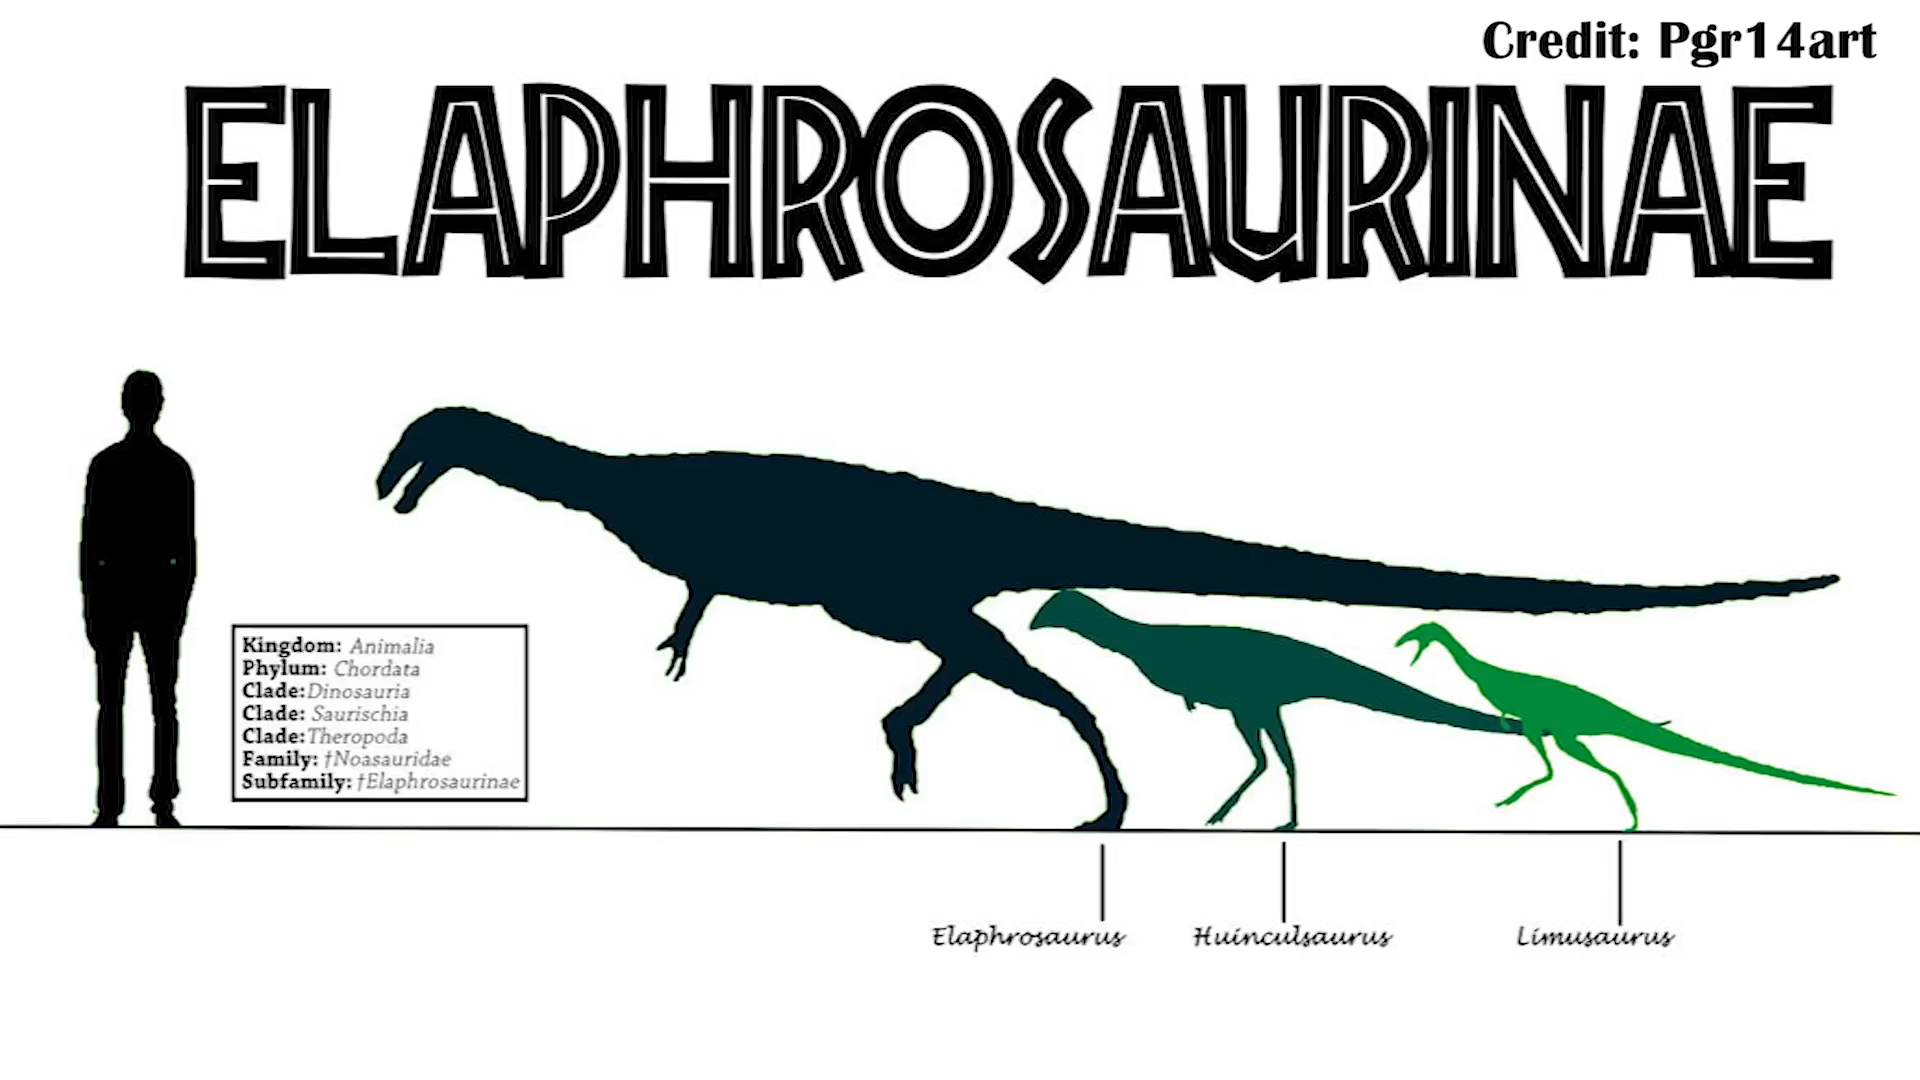 Credit: Pgr14art
ELAPHROSAURINAE
Kingdom: Animalia
Phylum: Chordata
Clade:Dinosauria
Clade: Saurischia
Clade:Theropoda
Family: †Noasauridae
Subfamily: †Elaphrosaurinae
Elaphrosaurus
Huinculsaurus
Limusaurus